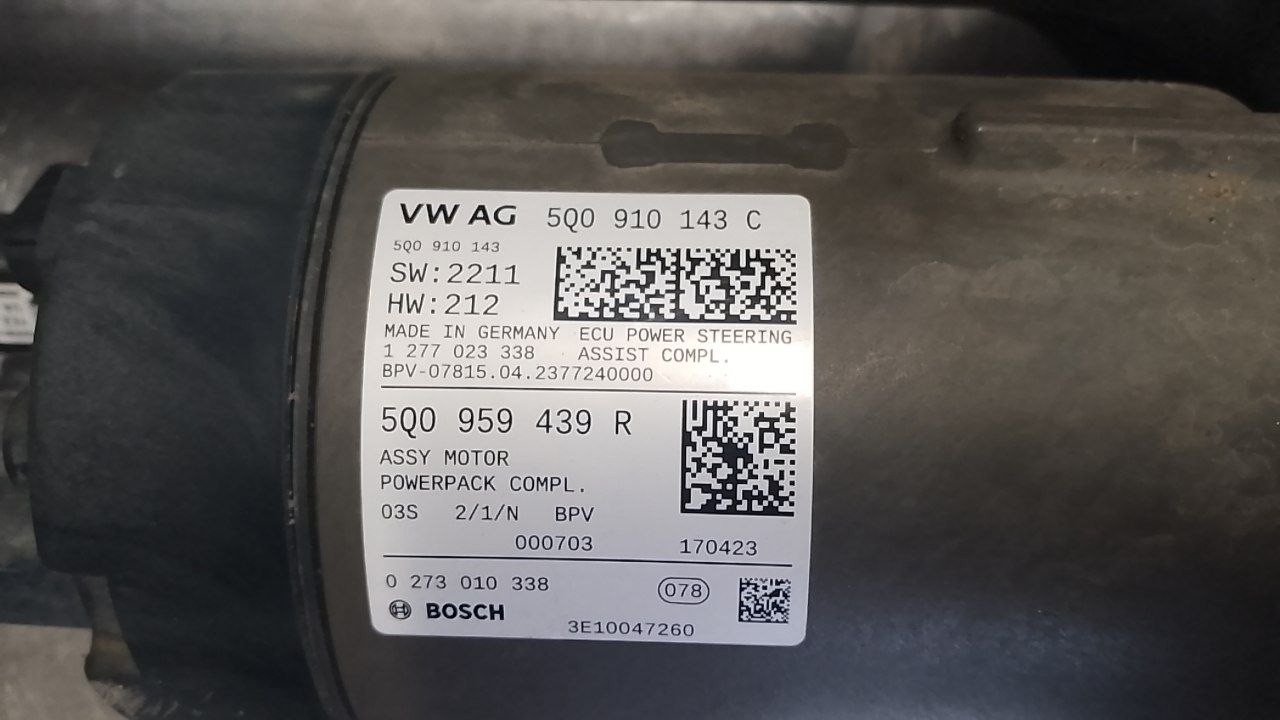 VW AG 5Q0 910 143 C
5Q0 910 143
SW:2211
HW:212
MADE IN GERMANY ECU POWER STEERING
1 277 023 338 ASSIST COMPL.
BPV-07815.04.2377240000
5Q0 959 439 R
ASSY MOTOR
POWERPACK COMPL.
03S 2/1/N BPV
000703 170423
0 273 010 338 078
BOSCH
3E10047260